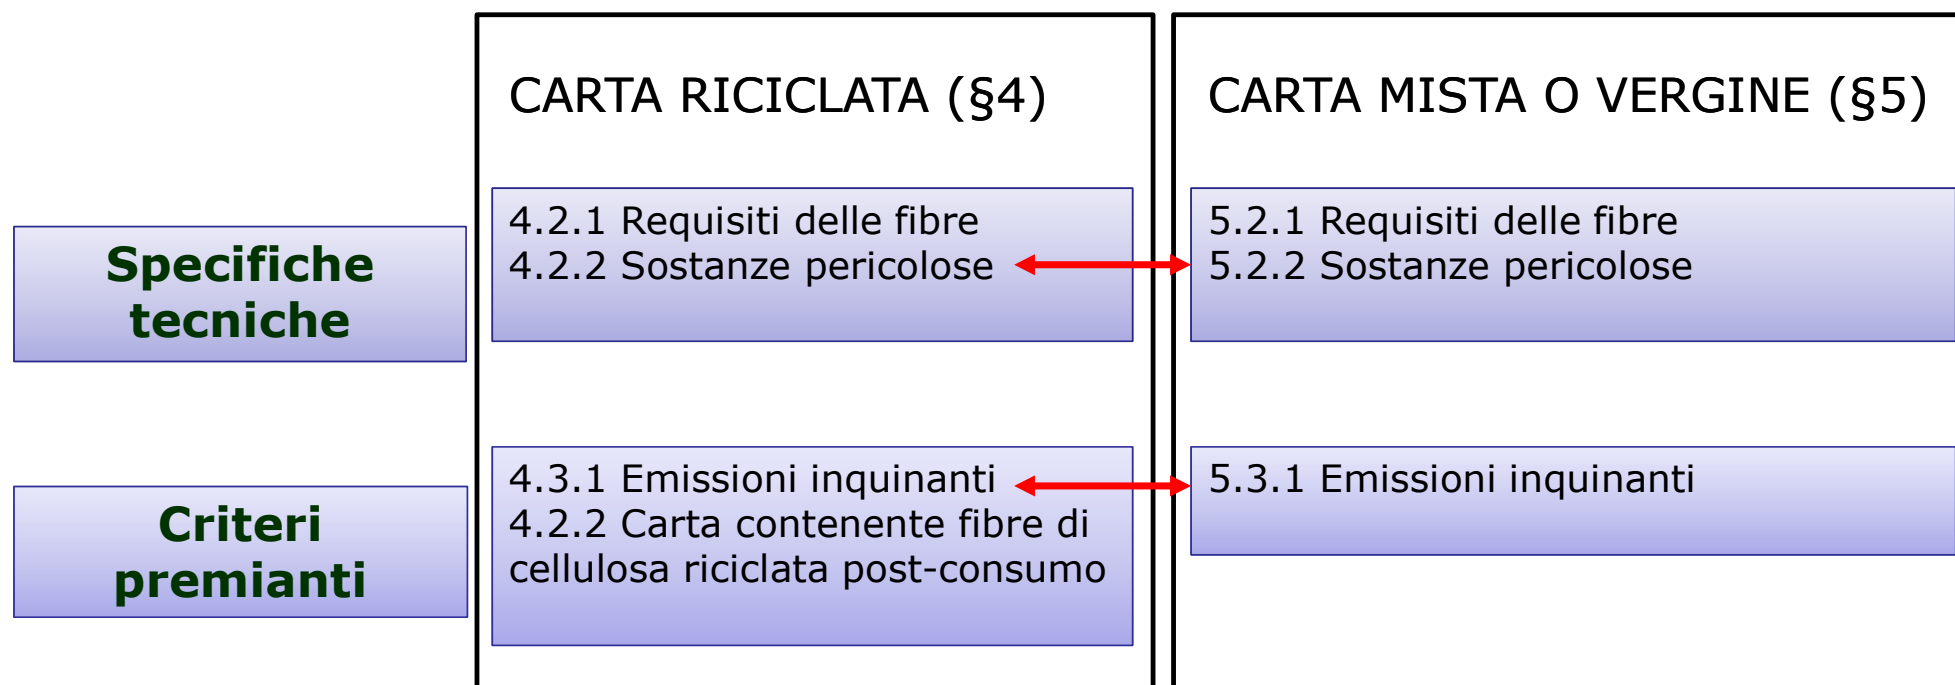 CARTA RICICLATA (§4)
CARTA MISTA O VERGINE (§5)
Specifiche
tecniche
4.2.1 Requisiti delle fibre
4.2.2 Sostanze pericolose
5.2.1 Requisiti delle fibre
5.2.2 Sostanze pericolose
Criteri
premianti
4.3.1 Emissioni inquinanti
4.2.2 Carta contenente fibre di
cellulosa riciclata post-consumo
5.3.1 Emissioni inquinanti